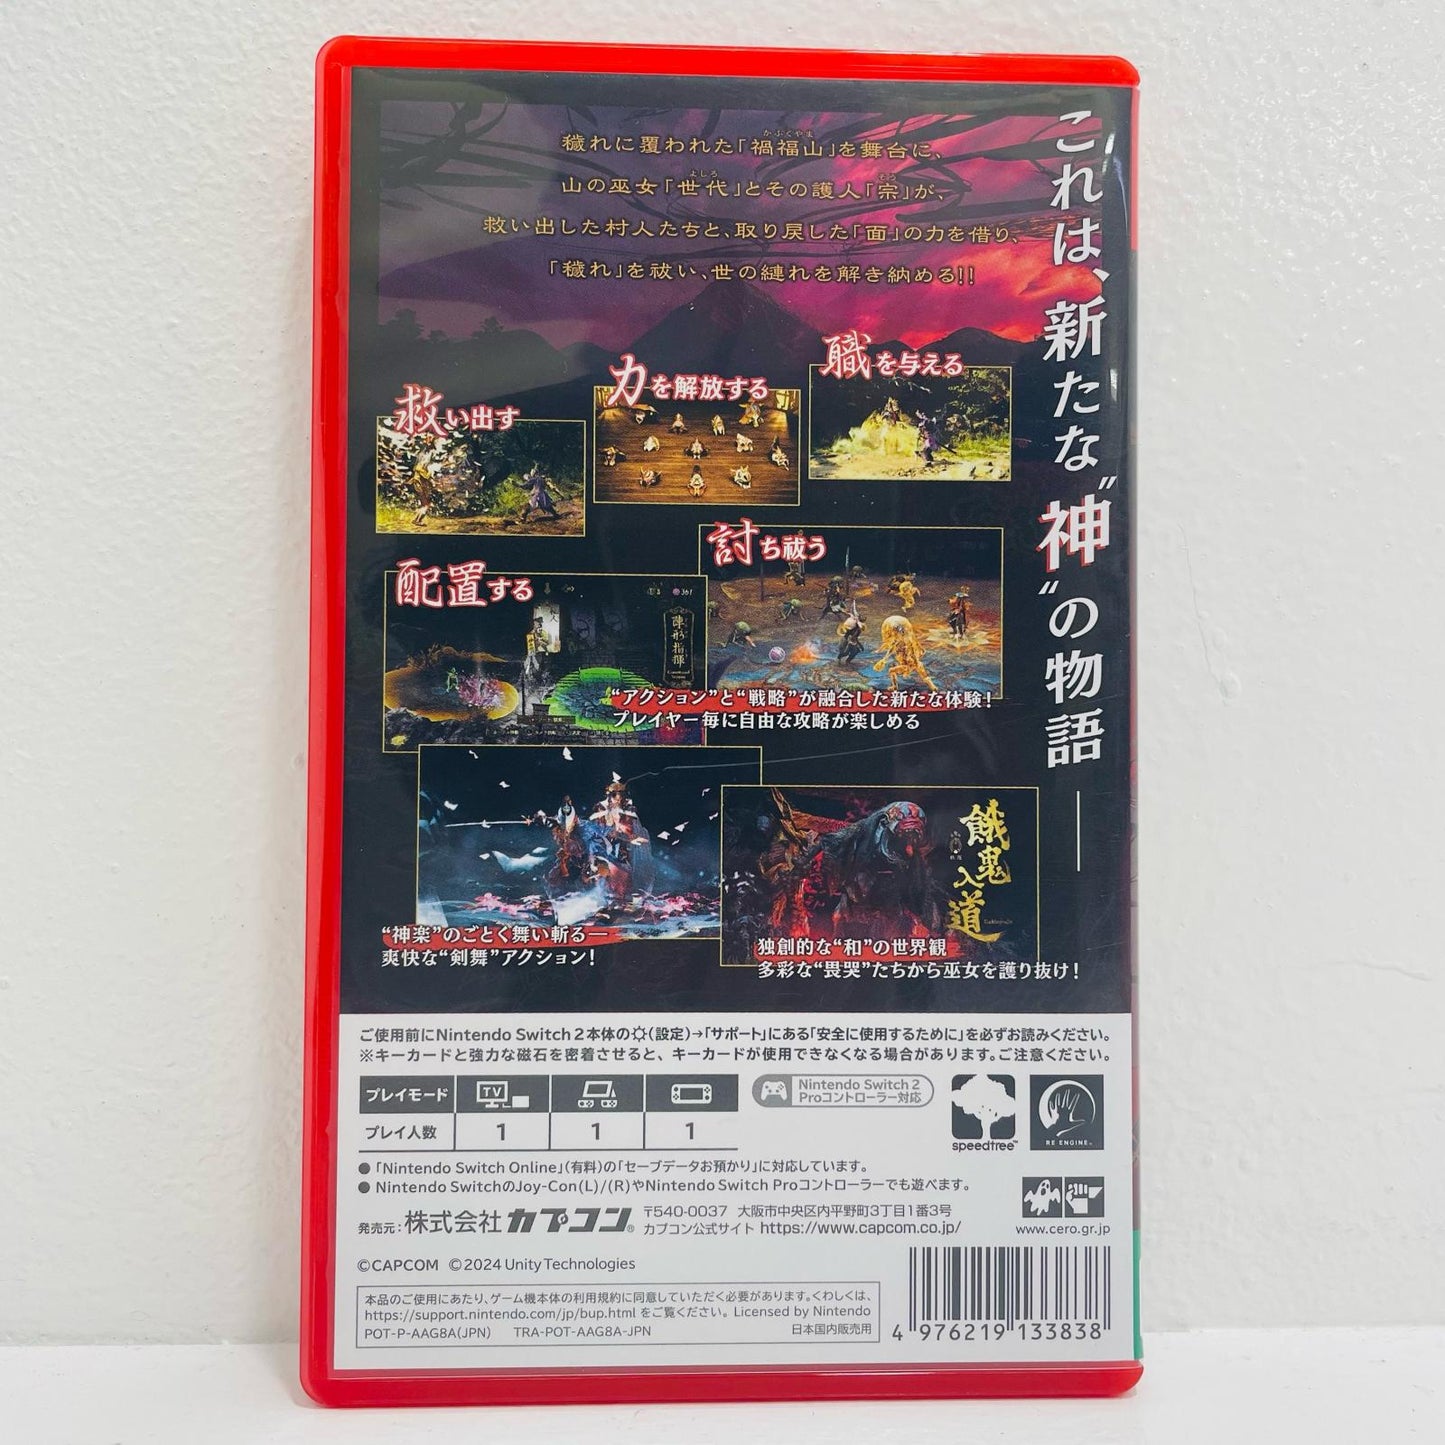 穢れに覆われた「禍福山」を舞台に、
かふくやま
山の巫女「世代」とその護人「宗」が、
よしろ
そう
救い出した村人たちと、取り戻した「面」の力を借り、
「穢れ」を祓い、世の縺れを解き納める!!
これは、新たな"神"の物語――
救い出す
力を解放する
職を与える
配置する
討ち祓う
361
陣形指揮
"アクション"と"戦略"が融合した新たな体験!
プレイヤー毎に自由な攻略が楽しめる
"神楽"のごとく舞い斬る―
爽快な"剣舞"アクション!
餓鬼入道
独創的な"和"の世界観
多彩な"畏哭"たちから巫女を護り抜け!
ご使用前にNintendo Switch 2本体の(設定)→「サポート」にある「安全に使用するために」を必ずお読みください。
※キーカードと強力な磁石を密着させると、キーカードが使用できなくなる場合があります。ご注意ください。
プレイモード TV
プレイ人数 1 1 1
Nintendo Switch 2
Proコントローラー対応
speedtree™
RE ENGINE™
●「Nintendo Switch Online」(有料)の「セーブデータお預かり」に対応しています。
● Nintendo SwitchのJoy-Con(L)/(R)やNintendo Switch Proコントローラーでも遊べます。
発売元:株式会社カプコン® 〒540-0037 大阪市中央区内平野町3丁目1番3号
カプコン公式サイト https://www.capcom.co.jp/
www.cero.gr.jp
©CAPCOM ©2024 Unity Technologies
本品のご使用にあたり、ゲーム機本体の利用規約に同意していただく必要があります。くわしくは、
https://support.nintendo.com/jp/bup.html をご覧ください。Licensed by Nintendo
POT-P-AAG8A(JPN) TRA-POT-AAG8A-JPN 日本国内販売用
4 976219 133838